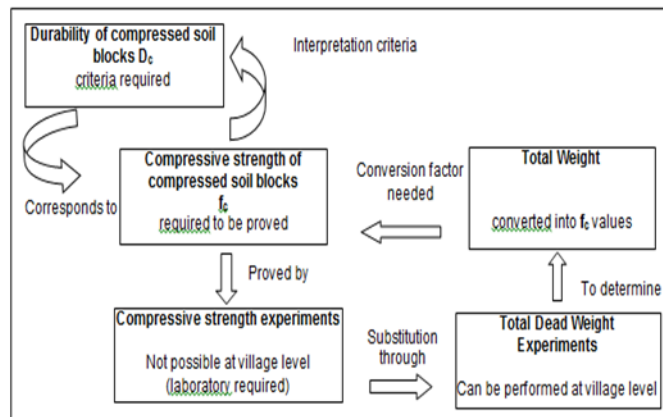 Durability of compressed soil
blocks Dc
criteria required
Interpretation criteria
Corresponds to
Compressive strength of
compressed soil blocks
fc
required to be proved
Conversion factor
needed
Total Weight
converted into fc values
Proved by
To determine
Compressive strength experiments
Not possible at village level
(laboratory required)
Substitution
through
Total Dead Weight
Experiments
Can be performed at village level